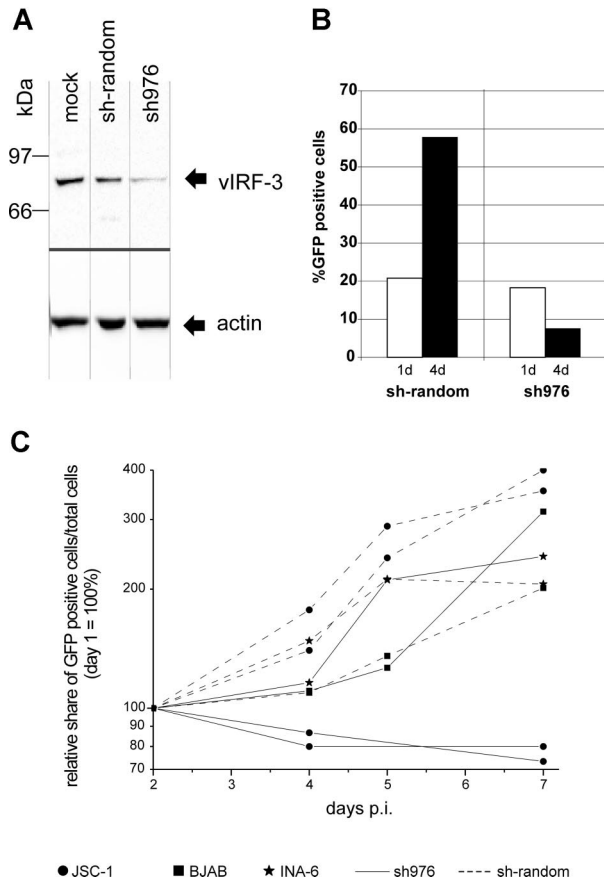 A
kDa
mock
sh-random
sh976
97
66
vIRF-3
actin
B
%GFP positive cells
70
60
50
40
30
20
10
0
1d 4d 1d 4d
sh-random sh976
C
relative share of GFP positive cells/total cells
(day 1 = 100%)
400
300
200
100
90
80
70
2 3 4 5 6 7
days p.i.
JSC-1 BJAB INA-6 sh976 sh-random